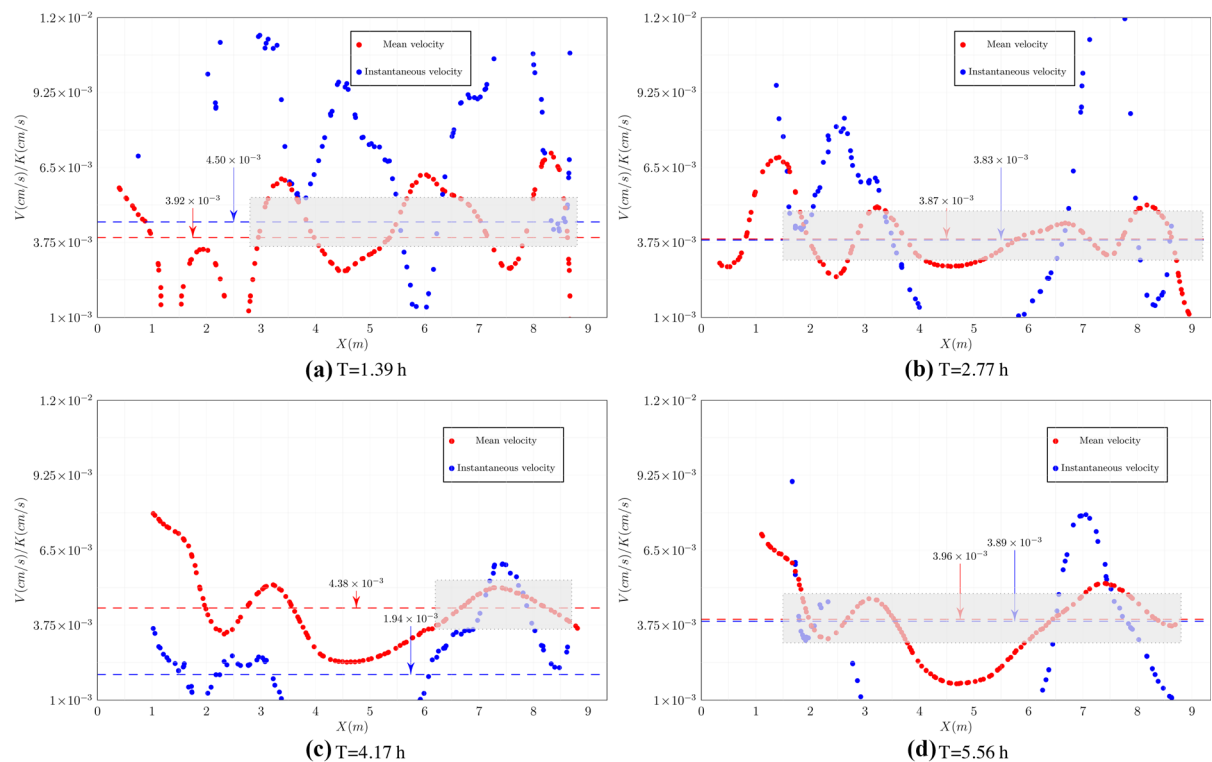 1.2×10⁻²
9.25×10⁻³
6.5×10⁻³
3.75×10⁻³
1×10⁻³
V(cm/s)/K(cm/s)
Mean velocity
Instantaneous velocity
4.50×10⁻³
3.92×10⁻³
0 1 2 3 4 5 6 7 8 9
X(m)
(a) T=1.39 h
1.2×10⁻²
9.25×10⁻³
6.5×10⁻³
3.75×10⁻³
1×10⁻³
V(cm/s)/K(cm/s)
Mean velocity
Instantaneous velocity
3.83×10⁻³
3.87×10⁻³
0 1 2 3 4 5 6 7 8 9
X(m)
(b) T=2.77 h
1.2×10⁻²
9.25×10⁻³
6.5×10⁻³
3.75×10⁻³
1×10⁻³
V(cm/s)/K(cm/s)
Mean velocity
Instantaneous velocity
4.38×10⁻³
1.94×10⁻³
0 1 2 3 4 5 6 7 8 9
X(m)
(c) T=4.17 h
1.2×10⁻²
9.25×10⁻³
6.5×10⁻³
3.75×10⁻³
1×10⁻³
V(cm/s)/K(cm/s)
Mean velocity
Instantaneous velocity
3.89×10⁻³
3.96×10⁻³
0 1 2 3 4 5 6 7 8 9
X(m)
(d) T=5.56 h